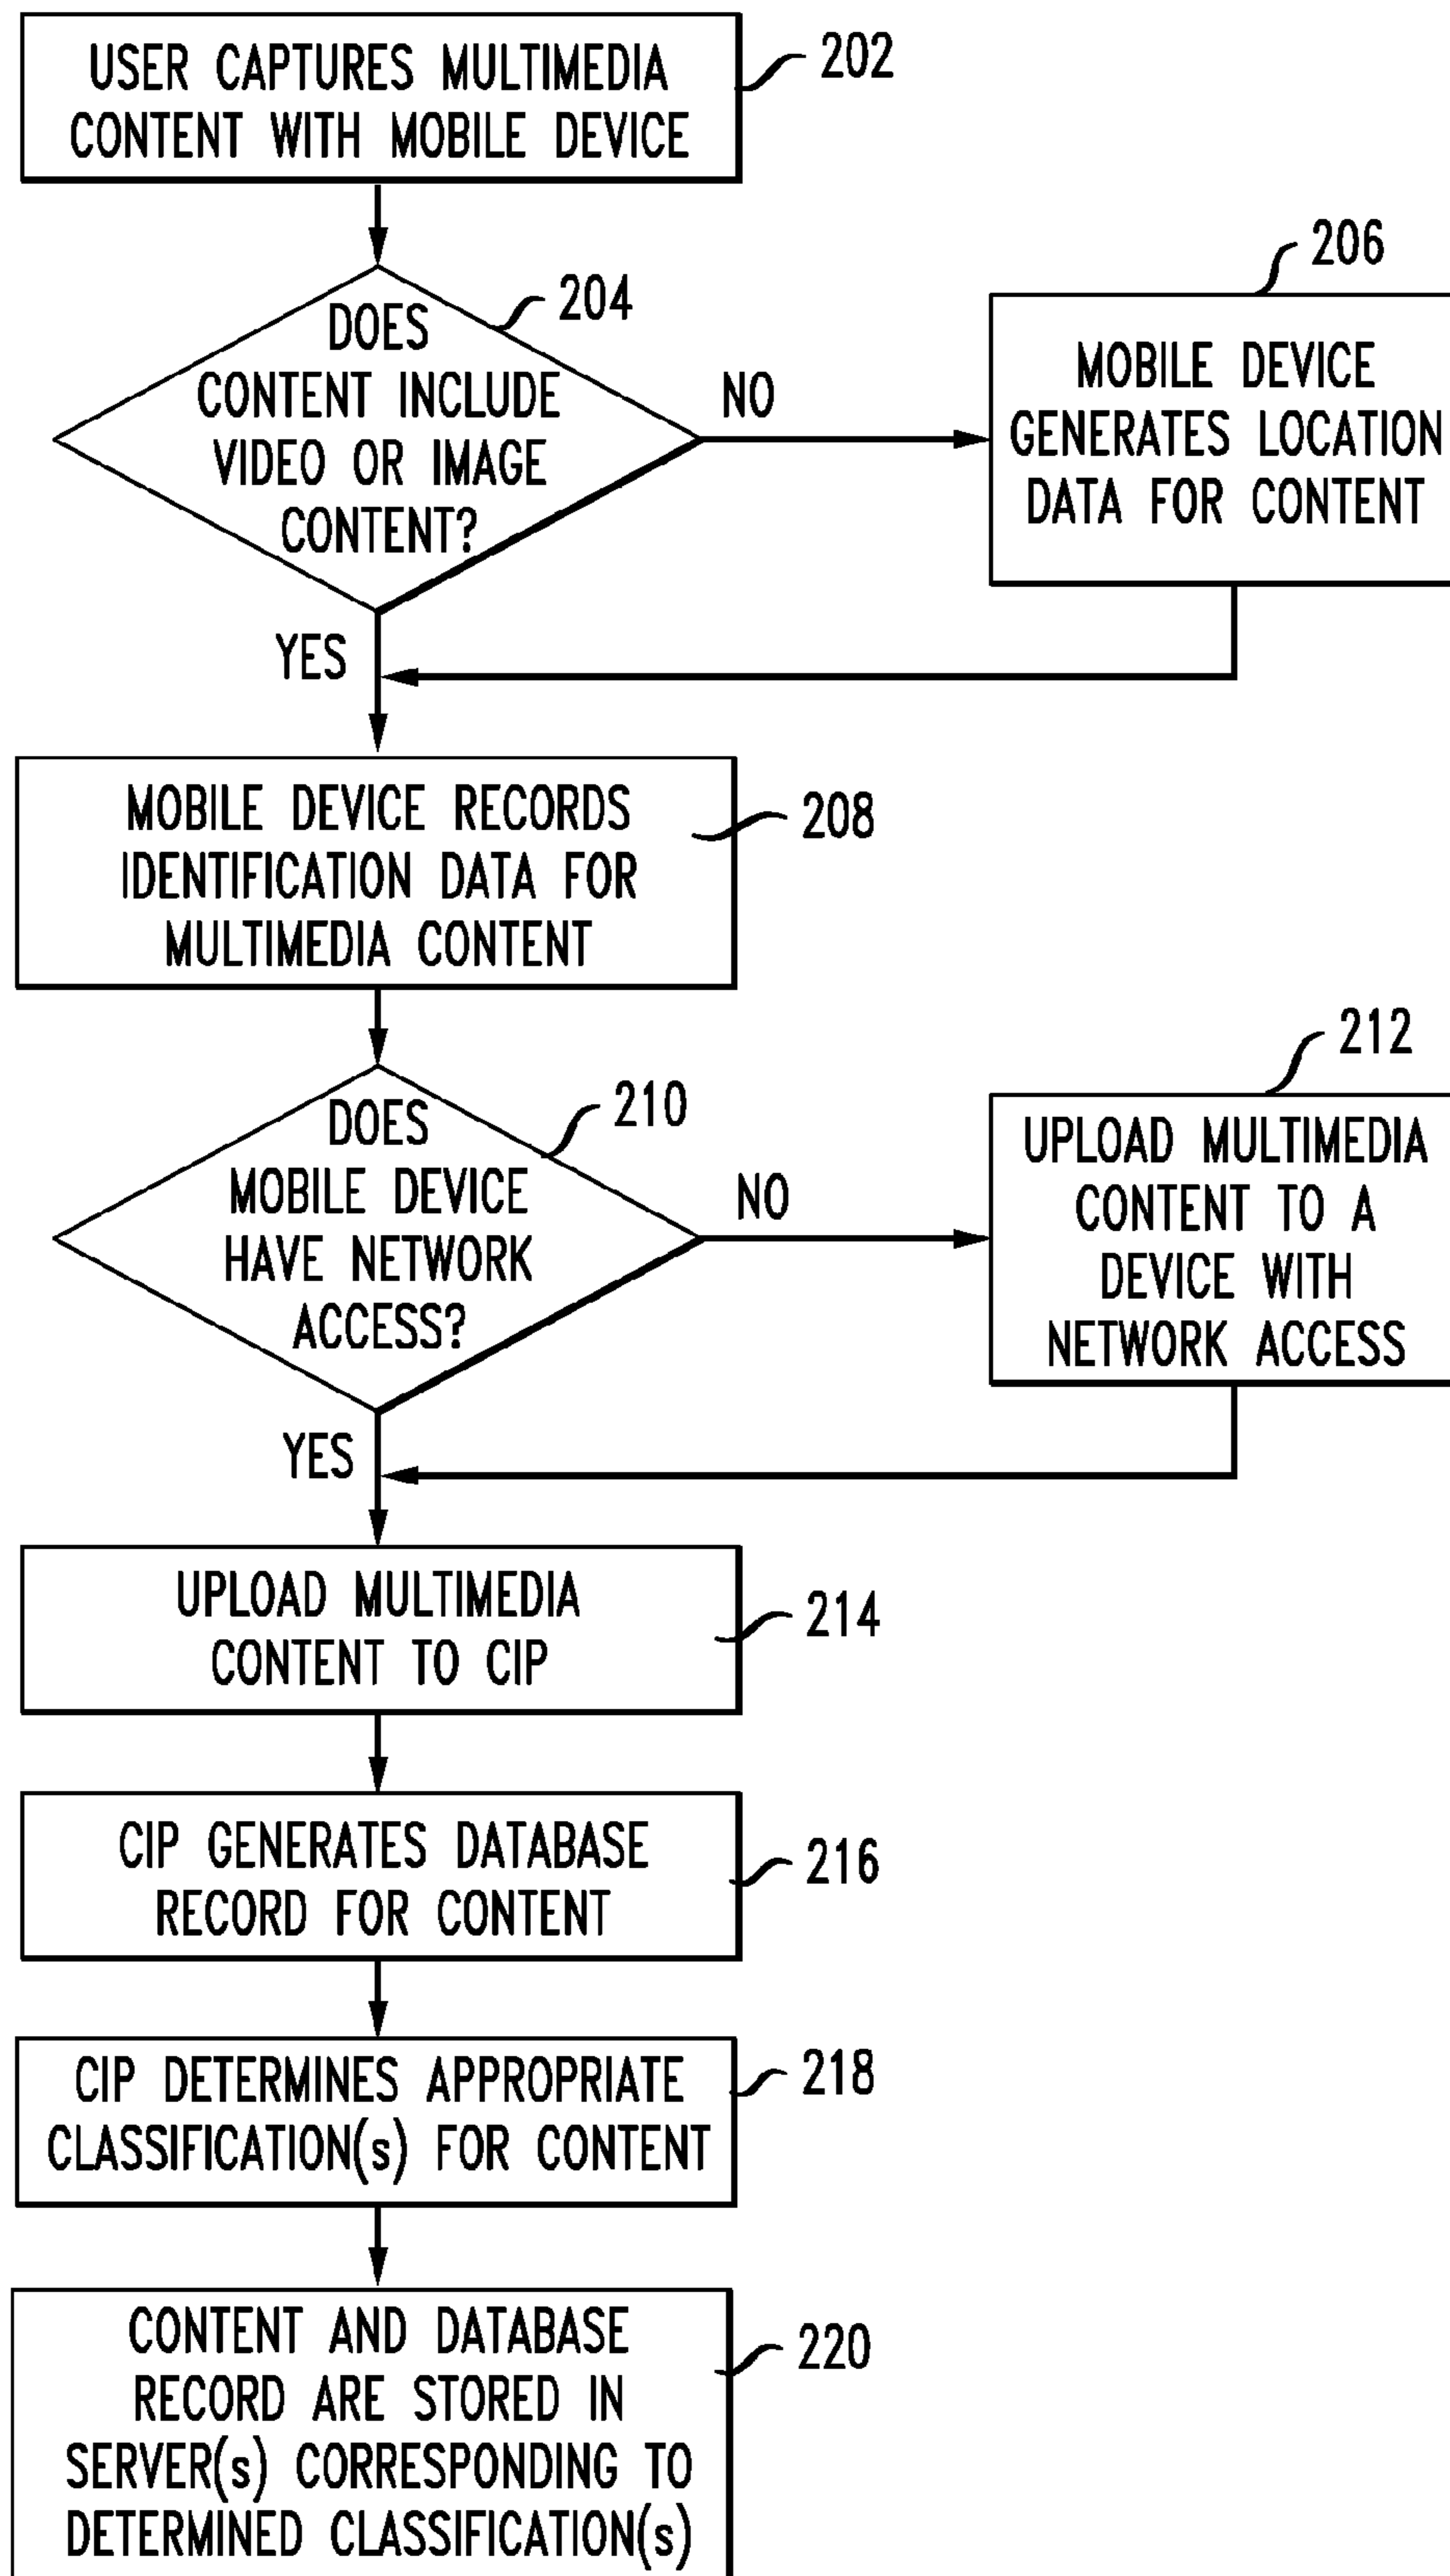 USER CAPTURES MULTIMEDIA
CONTENT WITH MOBILE DEVICE
202
DOES
CONTENT INCLUDE
VIDEO OR IMAGE
CONTENT?
204
NO
206
MOBILE DEVICE
GENERATES LOCATION
DATA FOR CONTENT
YES
MOBILE DEVICE RECORDS
IDENTIFICATION DATA FOR
MULTIMEDIA CONTENT
208
DOES
MOBILE DEVICE
HAVE NETWORK
ACCESS?
210
NO
212
UPLOAD MULTIMEDIA
CONTENT TO A
DEVICE WITH
NETWORK ACCESS
YES
UPLOAD MULTIMEDIA
CONTENT TO CIP
214
CIP GENERATES DATABASE
RECORD FOR CONTENT
216
CIP DETERMINES APPROPRIATE
CLASSIFICATION(s) FOR CONTENT
218
CONTENT AND DATABASE
RECORD ARE STORED IN
SERVER(s) CORRESPONDING TO
DETERMINED CLASSIFICATION(s)
220